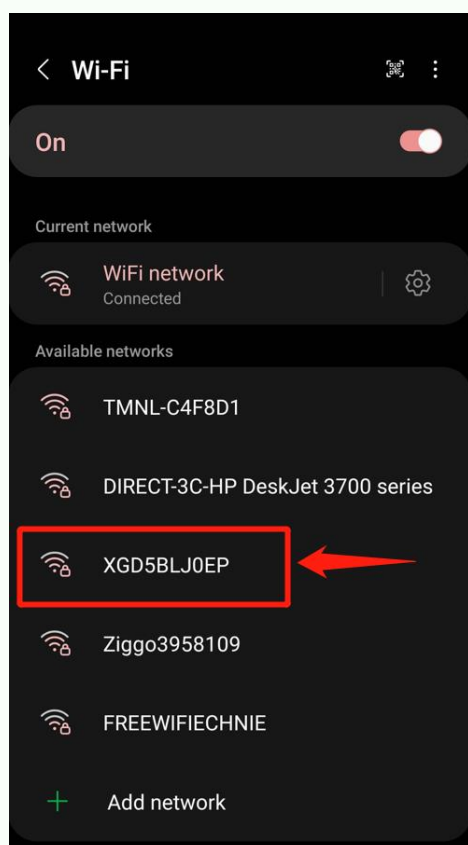 Wi-Fi
On
Current network
WiFi network
Connected
Available networks
TMNL-C4F8D1
DIRECT-3C-HP DeskJet 3700 series
XGD5BLJ0EP
Ziggo3958109
FREEWIFIECHNIE
Add network